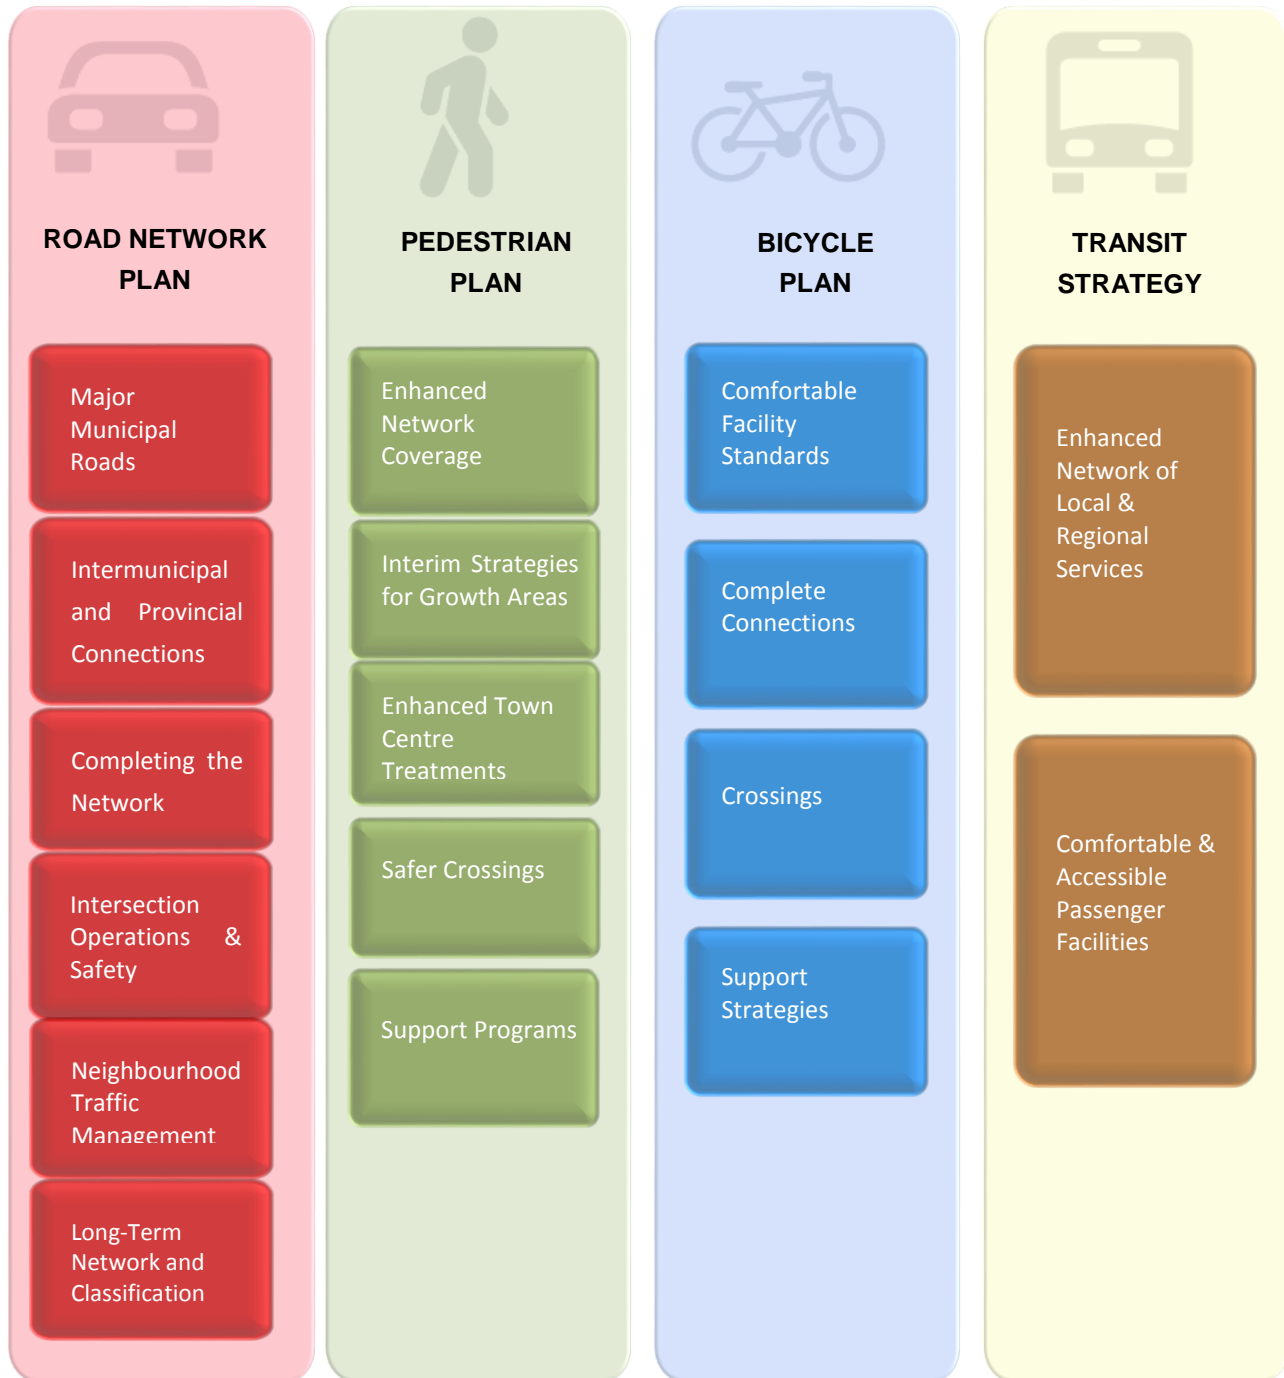 ROAD NETWORK
PLAN
Major
Municipal
Roads
Intermunicipal
and Provincial
Connections
Completing the
Network
Intersection
Operations &
Safety
Neighbourhood
Traffic
Management
Long-Term
Network and
Classification
PEDESTRIAN
PLAN
Enhanced
Network
Coverage
Interim Strategies
for Growth Areas
Enhanced Town
Centre
Treatments
Safer Crossings
Support Programs
BICYCLE
PLAN
Comfortable
Facility
Standards
Complete
Connections
Crossings
Support
Strategies
TRANSIT
STRATEGY
Enhanced
Network of
Local &
Regional
Services
Comfortable &
Accessible
Passenger
Facilities